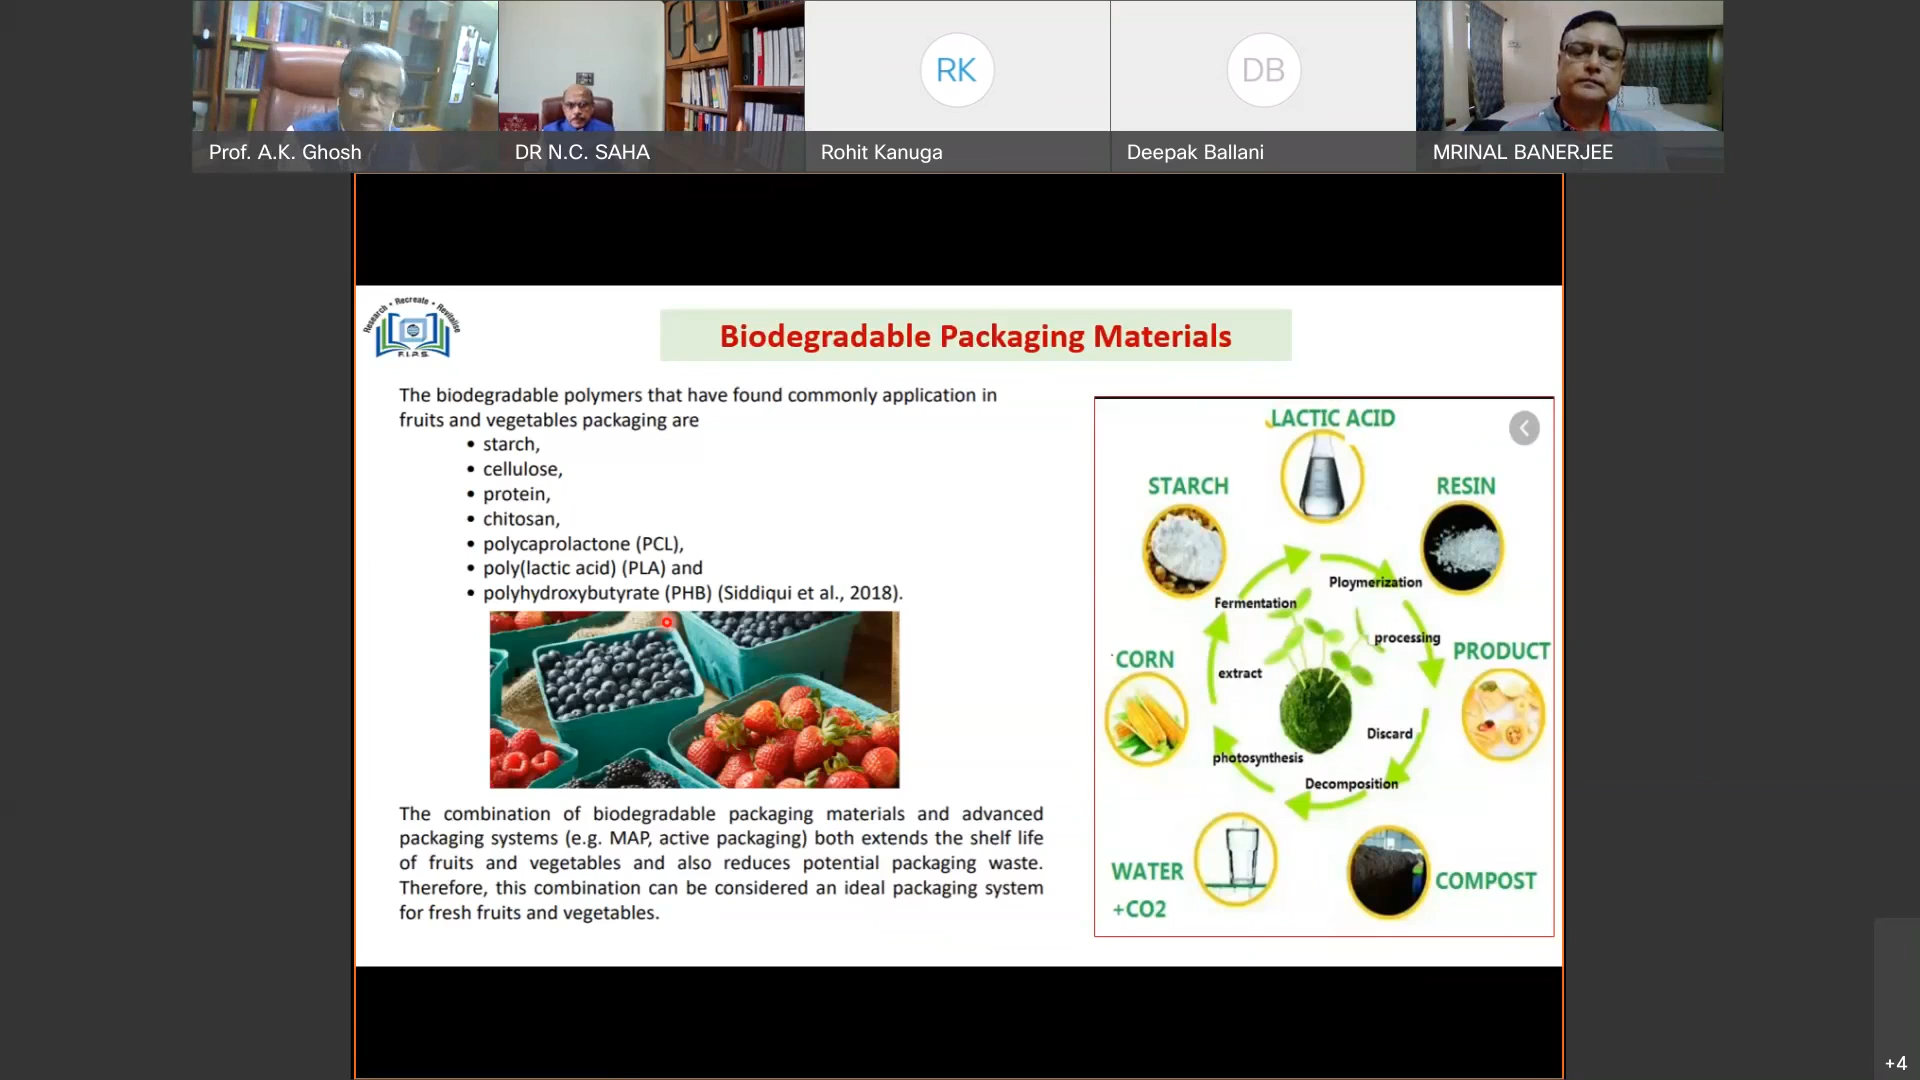 RK
DB
Prof. A.K. Ghosh
DR N.C. SAHA
Rohit Kanuga
Deepak Ballani
MRINAL BANERJEE
Research • Recreate • Revitalise
F.I.P.S.
Biodegradable Packaging Materials
The biodegradable polymers that have found commonly application in
fruits and vegetables packaging are
• starch,
• cellulose,
• protein,
• chitosan,
• polycaprolactone (PCL),
• poly(lactic acid) (PLA) and
• polyhydroxybutyrate (PHB) (Siddiqui et al., 2018).
The combination of biodegradable packaging materials and advanced
packaging systems (e.g. MAP, active packaging) both extends the shelf life
of fruits and vegetables and also reduces potential packaging waste.
Therefore, this combination can be considered an ideal packaging system
for fresh fruits and vegetables.
LACTIC ACID
STARCH
RESIN
Ploymerization
Fermentation
processing
CORN
extract
PRODUCT
Discard
photosynthesis
Decomposition
WATER
+CO2
COMPOST
+4